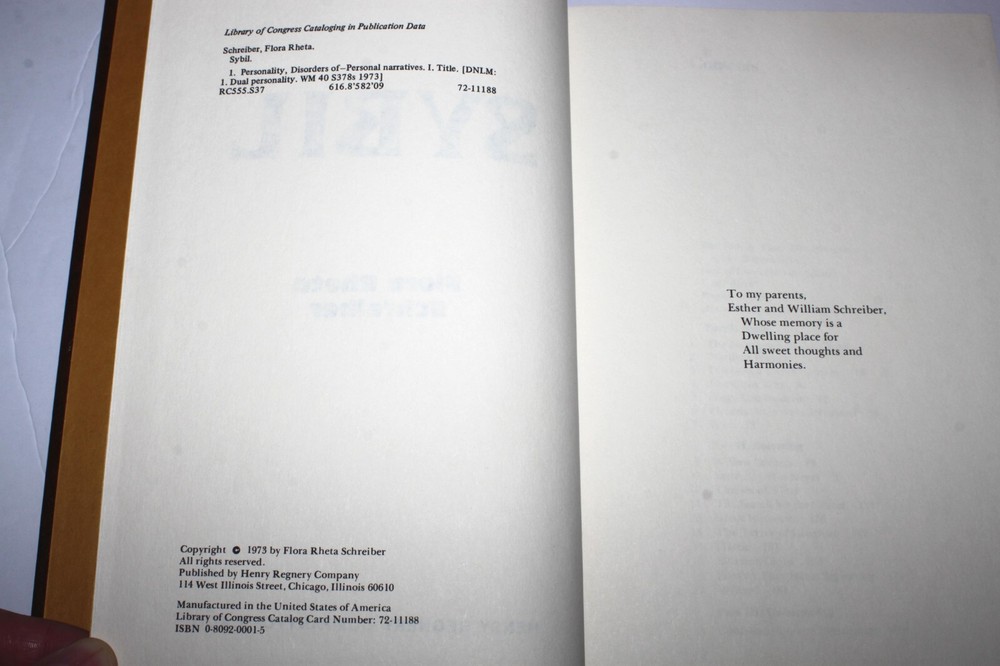 Library of Congress Cataloging in Publication Data
Schreiber, Flora Rheta.
Sybil.
1. Personality, Disorders of—Personal narratives. I. Title. [DNLM:
1. Dual personality. WM 40 S378s 1973]
RC555.S37 616.8'582'09 72-11188
Copyright © 1973 by Flora Rheta Schreiber
All rights reserved.
Published by Henry Regnery Company
114 West Illinois Street, Chicago, Illinois 60610
Manufactured in the United States of America
Library of Congress Catalog Card Number: 72-11188
ISBN 0-8092-0001-5
To my parents,
Esther and William Schreiber,
Whose memory is a
Dwelling place for
All sweet thoughts and
Harmonies.